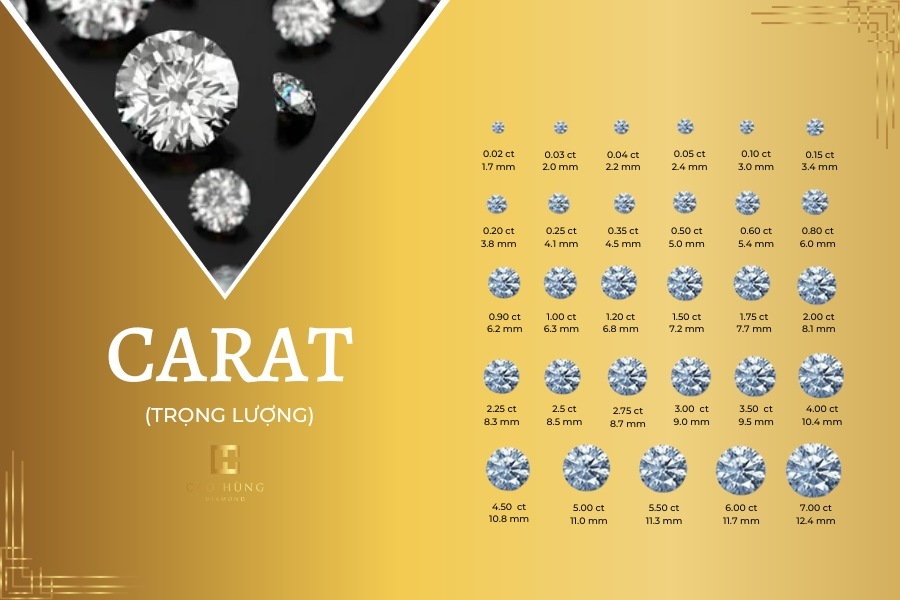 CARAT
(TRỌNG LƯỢNG)
HÙNG
DIAMOND
0.02 ct 0.03 ct 0.04 ct 0.05 ct 0.10 ct 0.15 ct
1.7 mm 2.0 mm 2.2 mm 2.4 mm 3.0 mm 3.4 mm
0.20 ct 0.25 ct 0.35 ct 0.50 ct 0.60 ct 0.80 ct
3.8 mm 4.1 mm 4.5 mm 5.0 mm 5.4 mm 6.0 mm
0.90 ct 1.00 ct 1.20 ct 1.50 ct 1.75 ct 2.00 ct
6.2 mm 6.3 mm 6.8 mm 7.2 mm 7.7 mm 8.1 mm
2.25 ct 2.5 ct 2.75 ct 3.00 ct 3.50 ct 4.00 ct
8.3 mm 8.5 mm 8.7 mm 9.0 mm 9.5 mm 10.4 mm
4.50 ct 5.00 ct 5.50 ct 6.00 ct 7.00 ct
10.8 mm 11.0 mm 11.3 mm 11.7 mm 12.4 mm